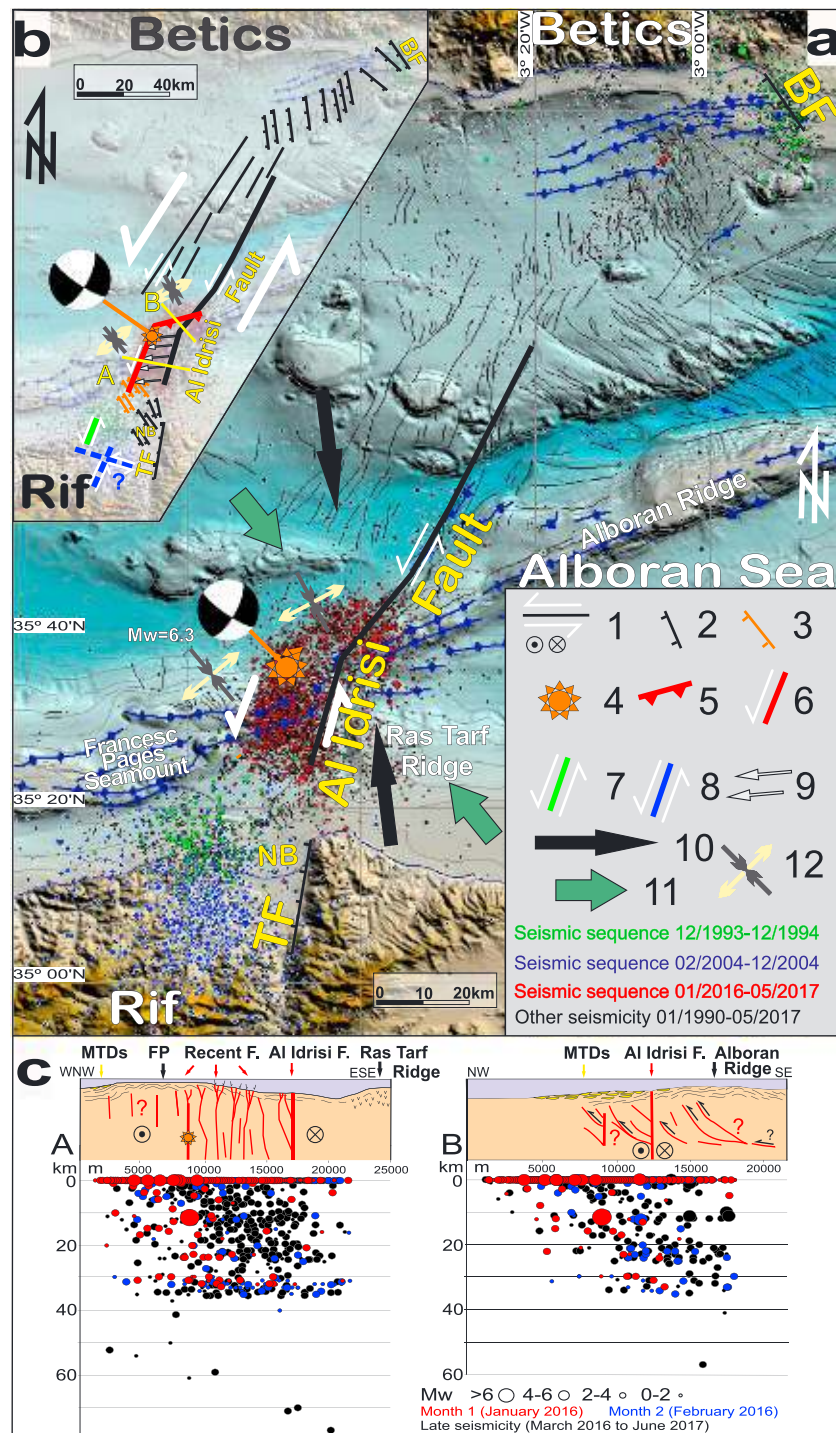 b
Betics
0 20 40km
BF
N
B
Fault
Al Idrisi
A
NB
TF
?
Rif
3° 20'W
Betics
3° 00'W
a
BF
N
Alboran Ridge
Alboran Sea
Fault
Al Idrisi
35° 40'N
Mw=6.3
Francesc
Pages
Seamount
Ras Tarf
Ridge
35° 20'N
NB
TF
35° 00'N
Rif
0 10 20km
1 2 3
4 5 6
7 8 9
10
11
12
Seismic sequence 12/1993-12/1994
Seismic sequence 02/2004-12/2004
Seismic sequence 01/2016-05/2017
Other seismicity 01/1990-05/2017
c
MTDs FP Recent F. Al Idrisi F. Ras Tarf
WNW ESE Ridge
?
A
km m 5000 10000 15000 20000 25000
0
20
40
60
MTDs Al Idrisi F. Alboran
Ridge
NW SE
? ? ?
B
km m 5000 10000 15000 20000
0
20
40
60
Mw >6 4-6 2-4 0-2
Month 1 (January 2016) Month 2 (February 2016)
Late seismicity (March 2016 to June 2017)